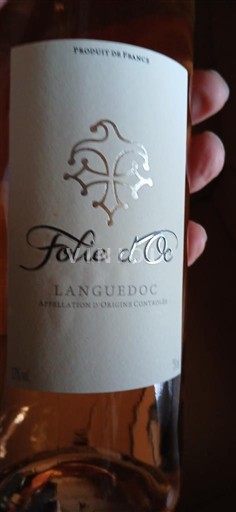 PRODUIT DE FRANCE
Folie d'Oc
LANGUEDOC
APPELLATION D'ORIGINE CONTRÔLÉE